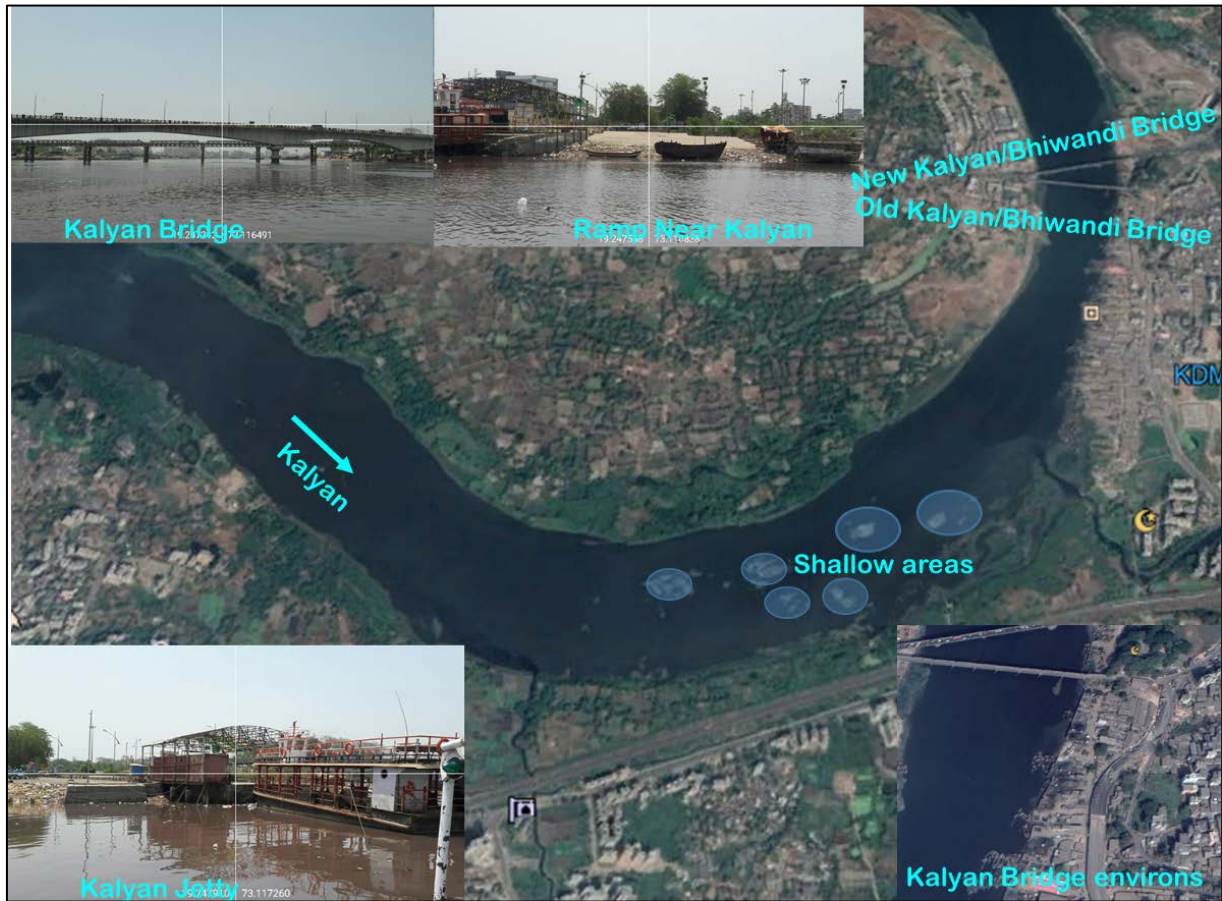 New Kalyan/Bhiwandi Bridge
Old Kalyan/Bhiwandi Bridge
Kalyan Bridge
Ramp Near Kalyan
KDM
Kalyan
Shallow areas
Kalyan Jetty
73.117260
Kalyan Bridge environs